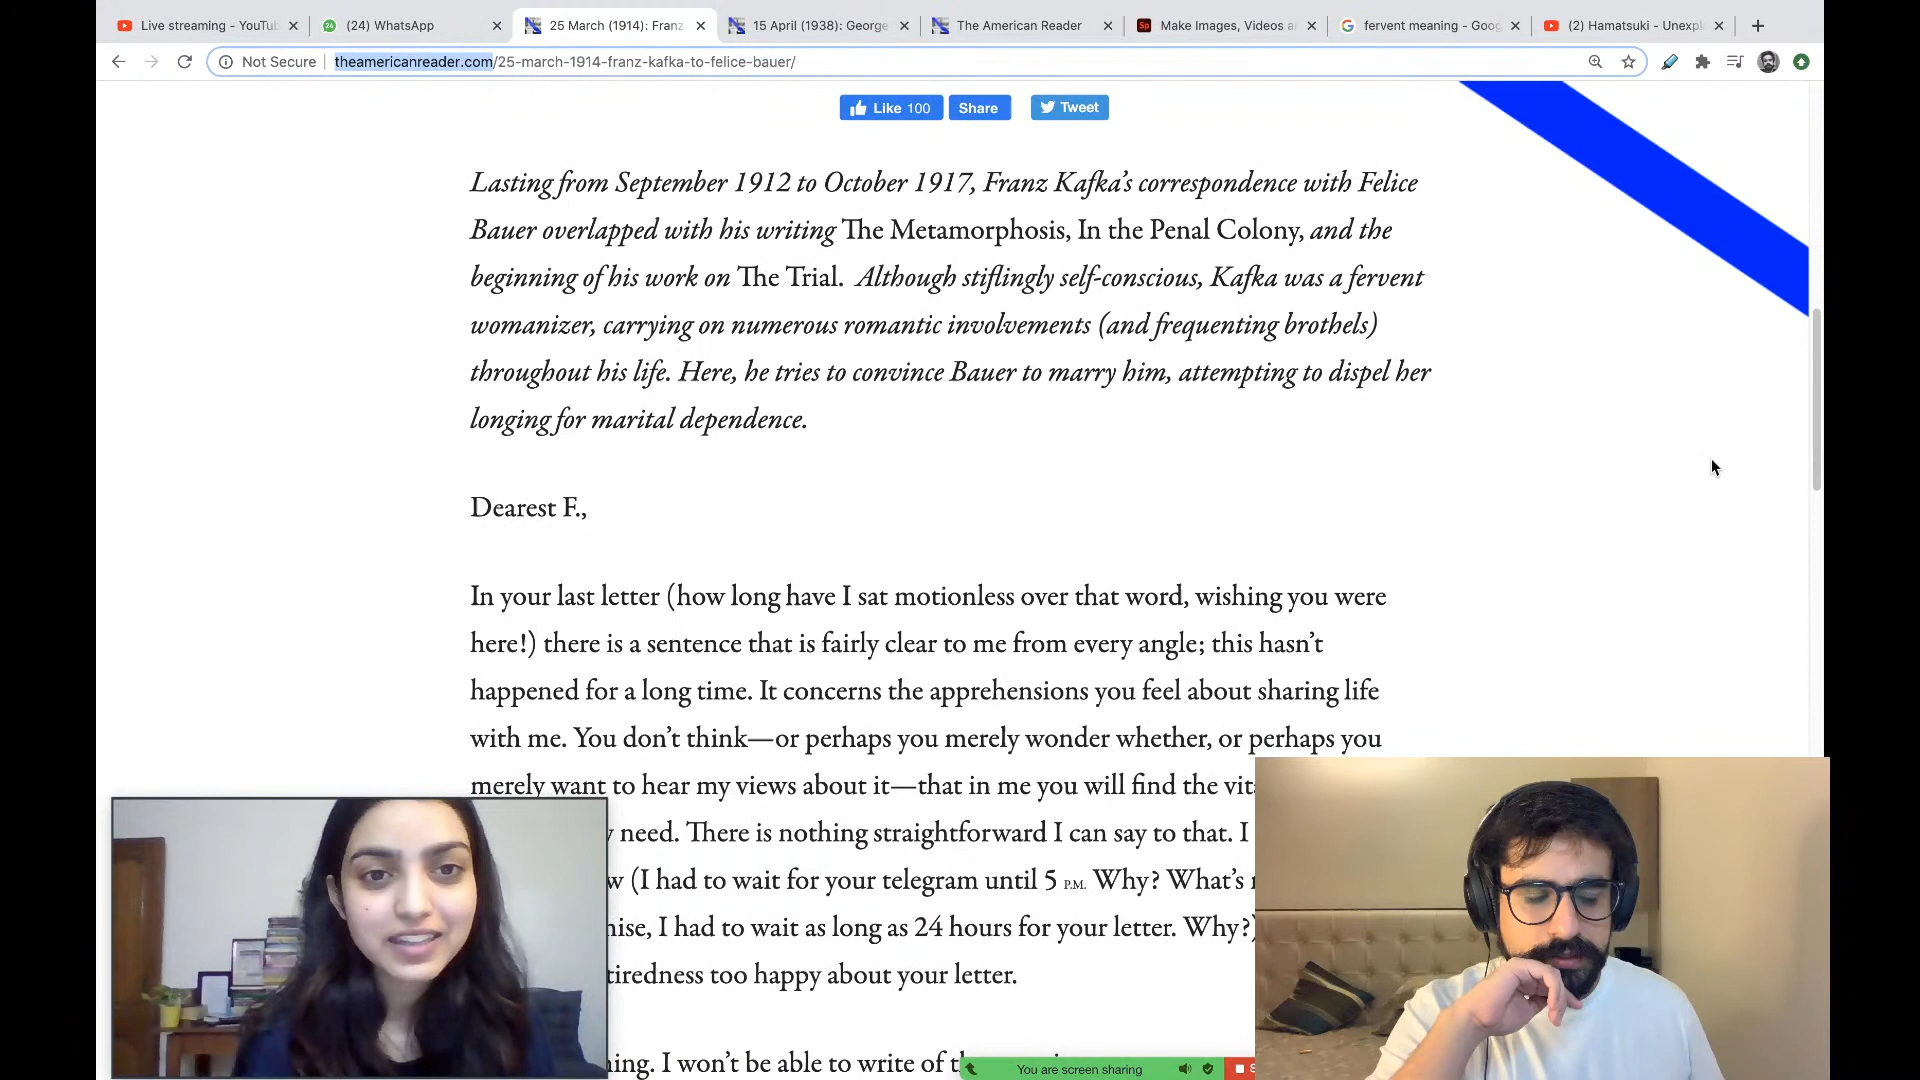 Live streaming - YouTu
(24) WhatsApp
25 March (1914): Franz
15 April (1938): George
The American Reader
Make Images, Videos a
fervent meaning - Goog
(2) Hamatsuki - Unexpl
Not Secure
theamericanreader.com/25-march-1914-franz-kafka-to-felice-bauer/
Like 100
Share
Tweet
Lasting from September 1912 to October 1917, Franz Kafka’s correspondence with Felice
Bauer overlapped with his writing The Metamorphosis, In the Penal Colony, and the
beginning of his work on The Trial. Although stiflingly self-conscious, Kafka was a fervent
womanizer, carrying on numerous romantic involvements (and frequenting brothels)
throughout his life. Here, he tries to convince Bauer to marry him, attempting to dispel her
longing for marital dependence.
Dearest F.,
In your last letter (how long have I sat motionless over that word, wishing you were
here!) there is a sentence that is fairly clear to me from every angle; this hasn’t
happened for a long time. It concerns the apprehensions you feel about sharing life
with me. You don’t think—or perhaps you merely wonder whether, or perhaps you
merely want to hear my views about it—that in me you will find the
need. There is nothing straightforward I can say to that. I
(I had to wait for your telegram until 5 P.M. Why? What’s
I had to wait as long as 24 hours for your letter. Why?)
tiredness too happy about your letter.
I won’t be able to write of
You are screen sharing